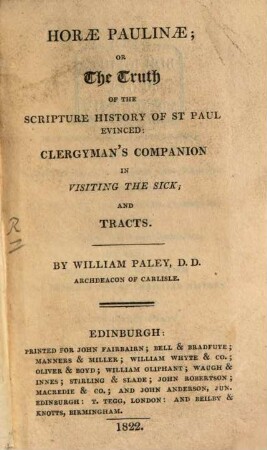 HORÆ PAULINÆ;
OR
The Truth
OF THE
SCRIPTURE HISTORY OF ST PAUL
EVINCED:
CLERGYMAN'S COMPANION
IN
VISITING THE SICK;
AND
TRACTS.
BY WILLIAM PALEY, D. D.
ARCHDEACON OF CARLISLE.
EDINBURGH:
PRINTED FOR JOHN FAIRBAIRN; BELL & BRADFUTE;
MANNERS & MILLER; WILLIAM WHYTE & CO.;
OLIVER & BOYD; WILLIAM OLIPHANT; WAUGH &
INNES; STIRLING & SLADE; JOHN ROBERTSON;
MACREDIE & CO.; AND JOHN ANDERSON, JUN.
EDINBURGH: T. TEGG, LONDON: AND BEILBY &
KNOTTS, BIRMINGHAM.
1822.